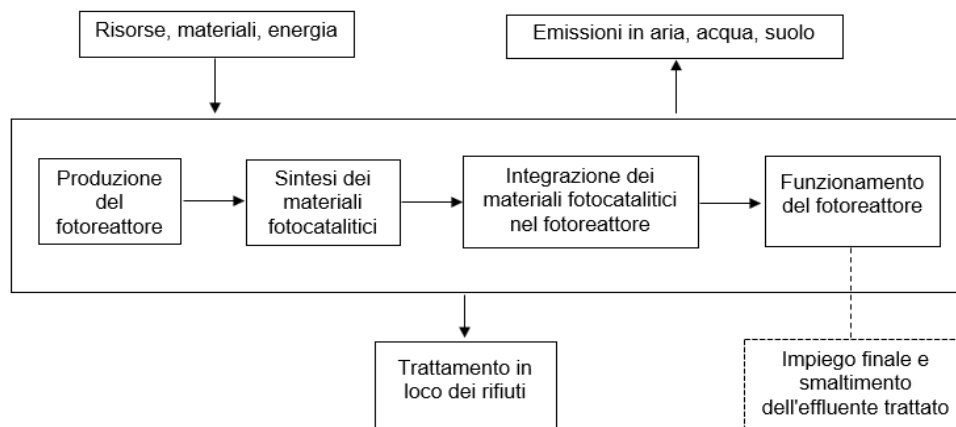 Risorse, materiali, energia
Emissioni in aria, acqua, suolo
Produzione
del
fotoreattore
Sintesi dei
materiali
fotocatalitici
Integrazione dei
materiali fotocatalitici
nel fotoreattore
Funzionamento
del fotoreattore
Trattamento in
loco dei rifiuti
Impiego finale e
smaltimento
dell'effluente trattato